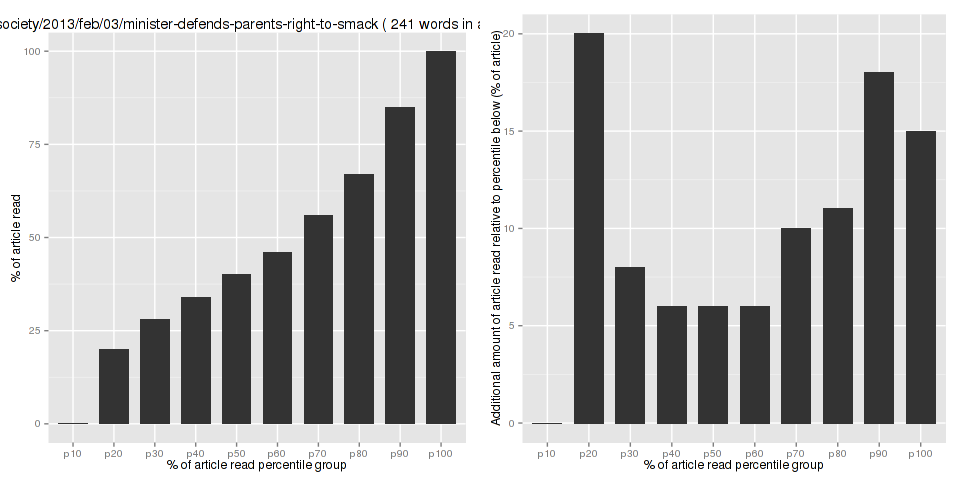 society/2013/feb/03/minister-defends-parents-right-to-smack ( 241 words in a
% of article read
100
75
50
25
0
p10 p20 p30 p40 p50 p60 p70 p80 p90 p100
% of article read percentile group
Additional amount of article read relative to percentile below (% of article)
20
15
10
5
0
p10 p20 p30 p40 p50 p60 p70 p80 p90 p100
% of article read percentile group